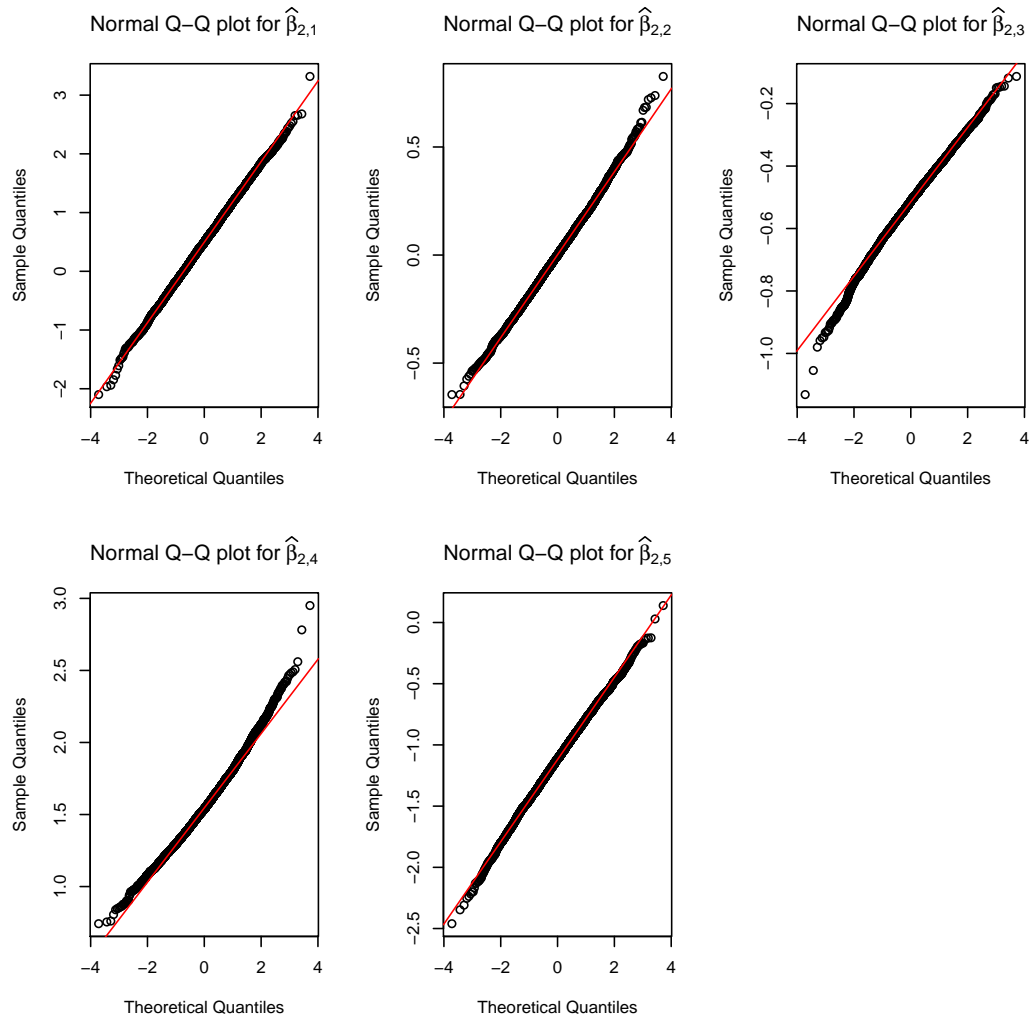 Normal Q−Q plot for β̂2,1
Normal Q−Q plot for β̂2,2
Normal Q−Q plot for β̂2,3
−4 −2 0 2 4
−2 −1 0 1 2 3
Theoretical Quantiles
Sample Quantiles
−4 −2 0 2 4
−0.5 0.0 0.5
Theoretical Quantiles
Sample Quantiles
−4 −2 0 2 4
−1.0 −0.8 −0.6 −0.4 −0.2
Theoretical Quantiles
Sample Quantiles
Normal Q−Q plot for β̂2,4
Normal Q−Q plot for β̂2,5
−4 −2 0 2 4
1.0 1.5 2.0 2.5 3.0
Theoretical Quantiles
Sample Quantiles
−4 −2 0 2 4
−2.5 −2.0 −1.5 −1.0 −0.5 0.0
Theoretical Quantiles
Sample Quantiles